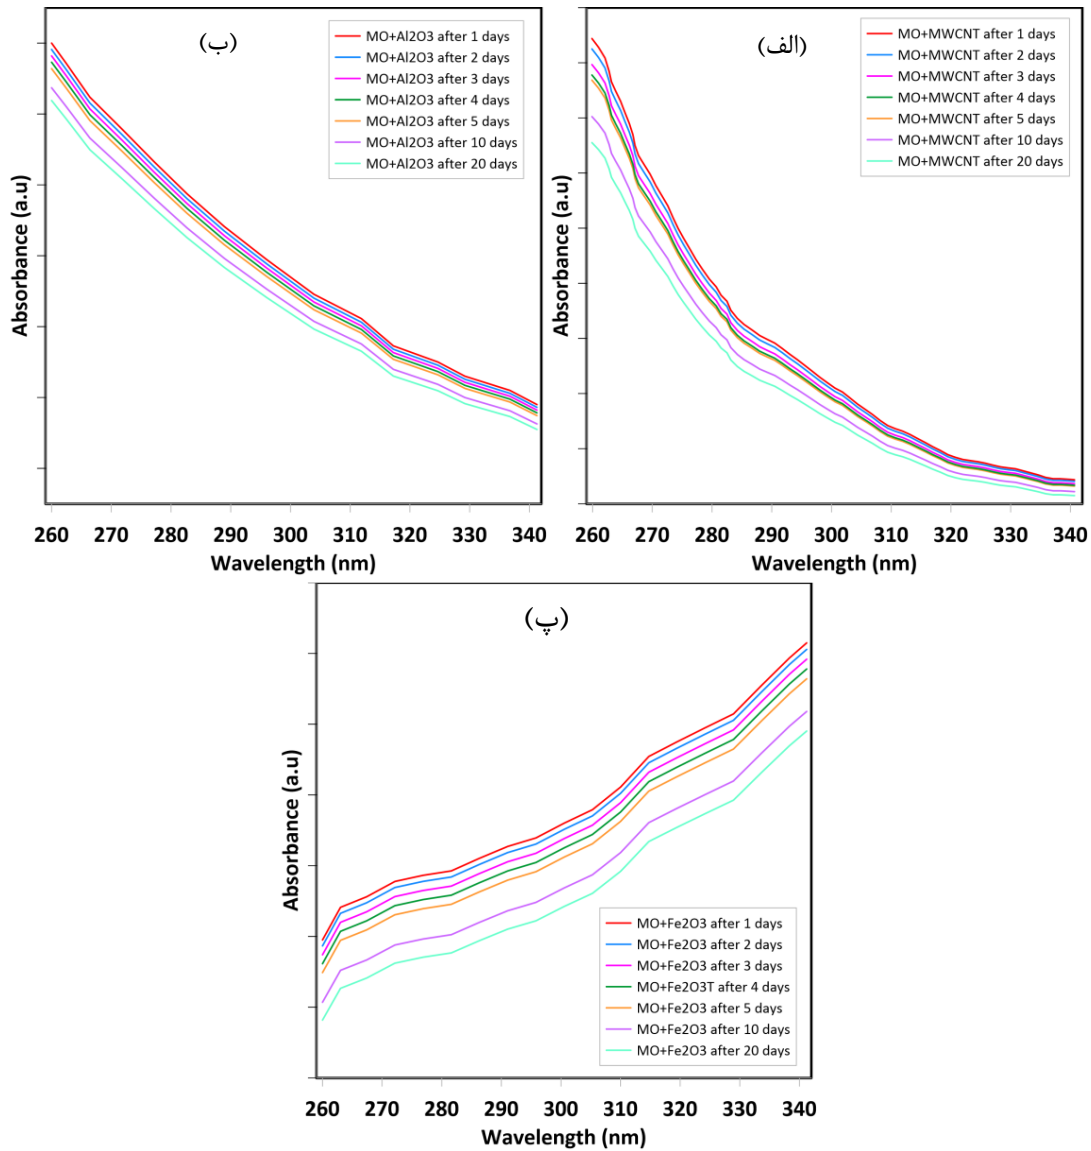 (ب)
MO+Al2O3 after 1 days
MO+Al2O3 after 2 days
MO+Al2O3 after 3 days
MO+Al2O3 after 4 days
MO+Al2O3 after 5 days
MO+Al2O3 after 10 days
MO+Al2O3 after 20 days
Absorbance (a.u)
260 270 280 290 300 310 320 330 340
Wavelength (nm)
(الف)
MO+MWCNT after 1 days
MO+MWCNT after 2 days
MO+MWCNT after 3 days
MO+MWCNT after 4 days
MO+MWCNT after 5 days
MO+MWCNT after 10 days
MO+MWCNT after 20 days
Absorbance (a.u)
260 270 280 290 300 310 320 330 340
Wavelength (nm)
(پ)
Absorbance (a.u)
MO+Fe2O3 after 1 days
MO+Fe2O3 after 2 days
MO+Fe2O3 after 3 days
MO+Fe2O3T after 4 days
MO+Fe2O3 after 5 days
MO+Fe2O3 after 10 days
MO+Fe2O3 after 20 days
260 270 280 290 300 310 320 330 340
Wavelength (nm)